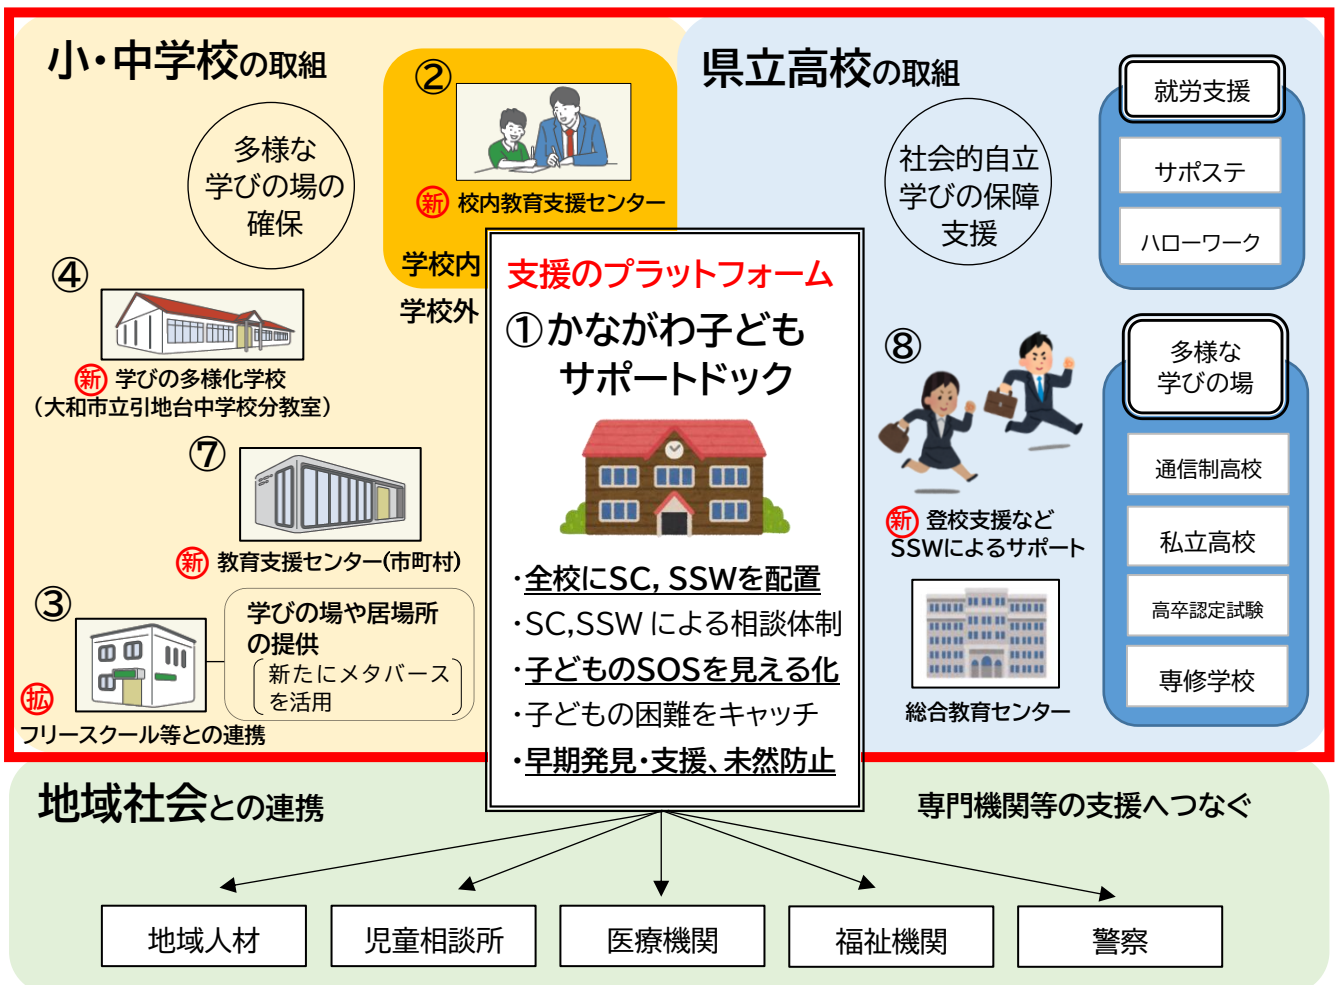 小・中学校の取組
多様な
学びの場の
確保
②
新 校内教育支援センター
学校内
学校外
④
新 学びの多様化学校
（大和市立引地台中学校分教室）
⑦
新 教育支援センター(市町村)
③
拡
フリースクール等との連携
学びの場や居場所
の提供
新たにメタバース
を活用
支援のプラットフォーム
①かながわ子ども
サポートドック
・全校にSC, SSWを配置
・SC,SSW による相談体制
・子どものSOSを見える化
・子どもの困難をキャッチ
・早期発見・支援、未然防止
県立高校の取組
社会的自立
学びの保障
支援
就労支援
サポステ
ハローワーク
⑧
新 登校支援など
SSWによるサポート
総合教育センター
多様な
学びの場
通信制高校
私立高校
高卒認定試験
専修学校
地域社会との連携
専門機関等の支援へつなぐ
地域人材
児童相談所
医療機関
福祉機関
警察